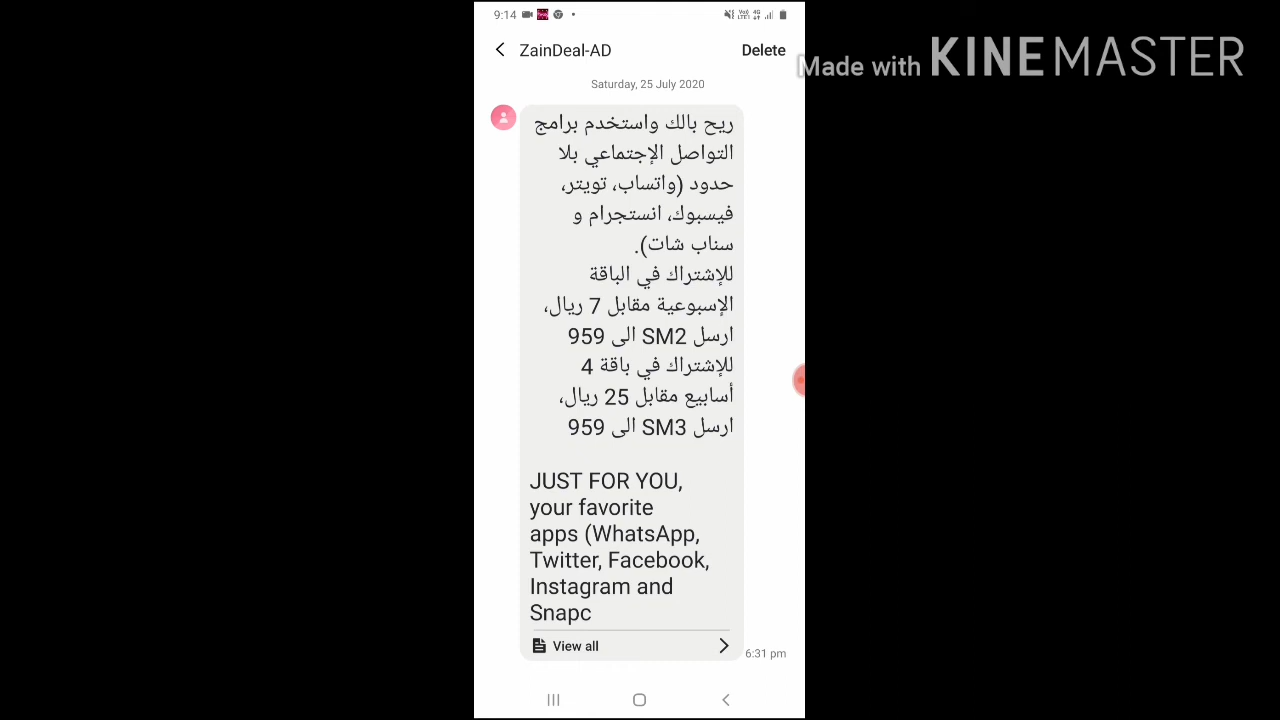 9:14
Vo) 4G
LTE1
ZainDeal-AD
Delete
Made with KINEMASTER
Saturday, 25 July 2020
ريح بالك واستخدم برامج
التواصل الإجتماعي بلا
حدود (واتساب، تويتر،
فيسبوك، انستجرام و
سناب شات).
للإشتراك في الباقة
الإسبوعية مقابل 7 ريال،
ارسل SM2 الى 959
للإشتراك في باقة 4
أسابيع مقابل 25 ريال،
ارسل SM3 الى 959
JUST FOR YOU,
your favorite
apps (WhatsApp,
Twitter, Facebook,
Instagram and
Snapc
View all
6:31 pm